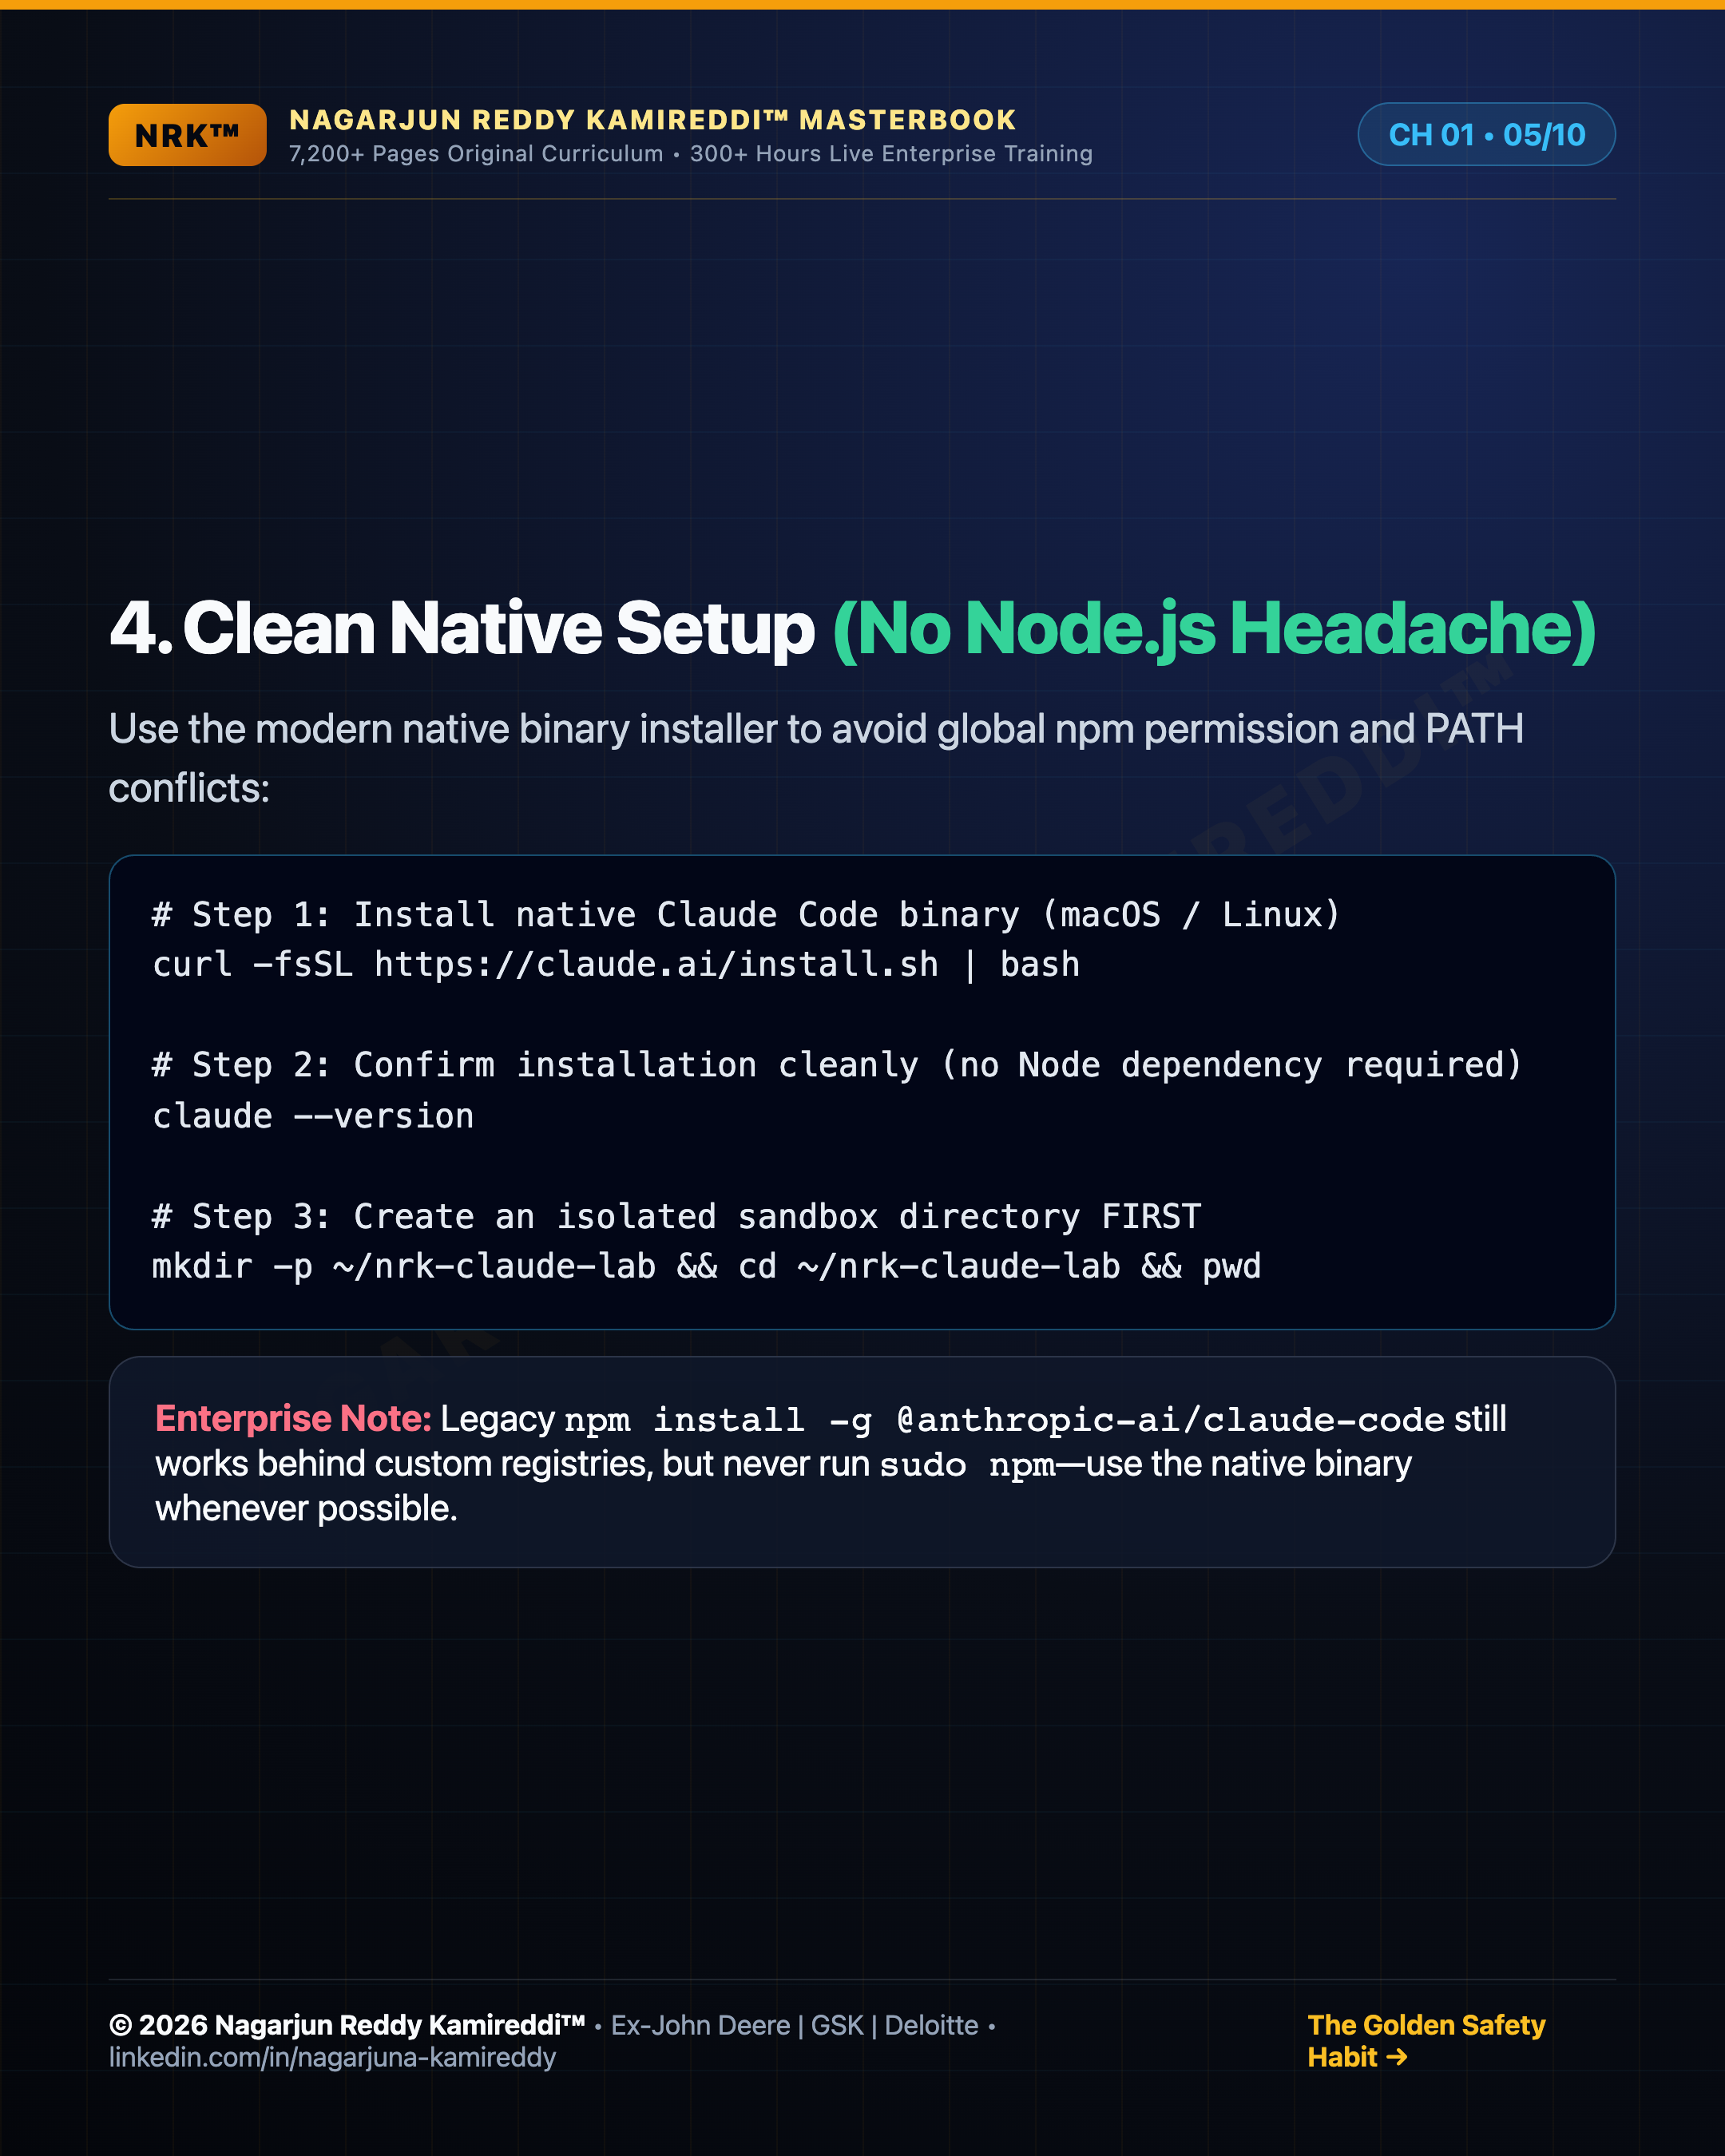 NRK™
NAGARJUN REDDY KAMIREDDI™ MASTERBOOK
7,200+ Pages Original Curriculum • 300+ Hours Live Enterprise Training
CH 01 • 05/10
4. Clean Native Setup (No Node.js Headache)
Use the modern native binary installer to avoid global npm permission and PATH
conflicts:
# Step 1: Install native Claude Code binary (macOS / Linux)
curl -fsSL https://claude.ai/install.sh | bash
# Step 2: Confirm installation cleanly (no Node dependency required)
claude --version
# Step 3: Create an isolated sandbox directory FIRST
mkdir -p ~/nrk-claude-lab && cd ~/nrk-claude-lab && pwd
Enterprise Note: Legacy npm install -g @anthropic-ai/claude-code still
works behind custom registries, but never run sudo npm—use the native binary
whenever possible.
© 2026 Nagarjun Reddy Kamireddi™ • Ex-John Deere | GSK | Deloitte •
linkedin.com/in/nagarjuna-kamireddy
The Golden Safety
Habit →